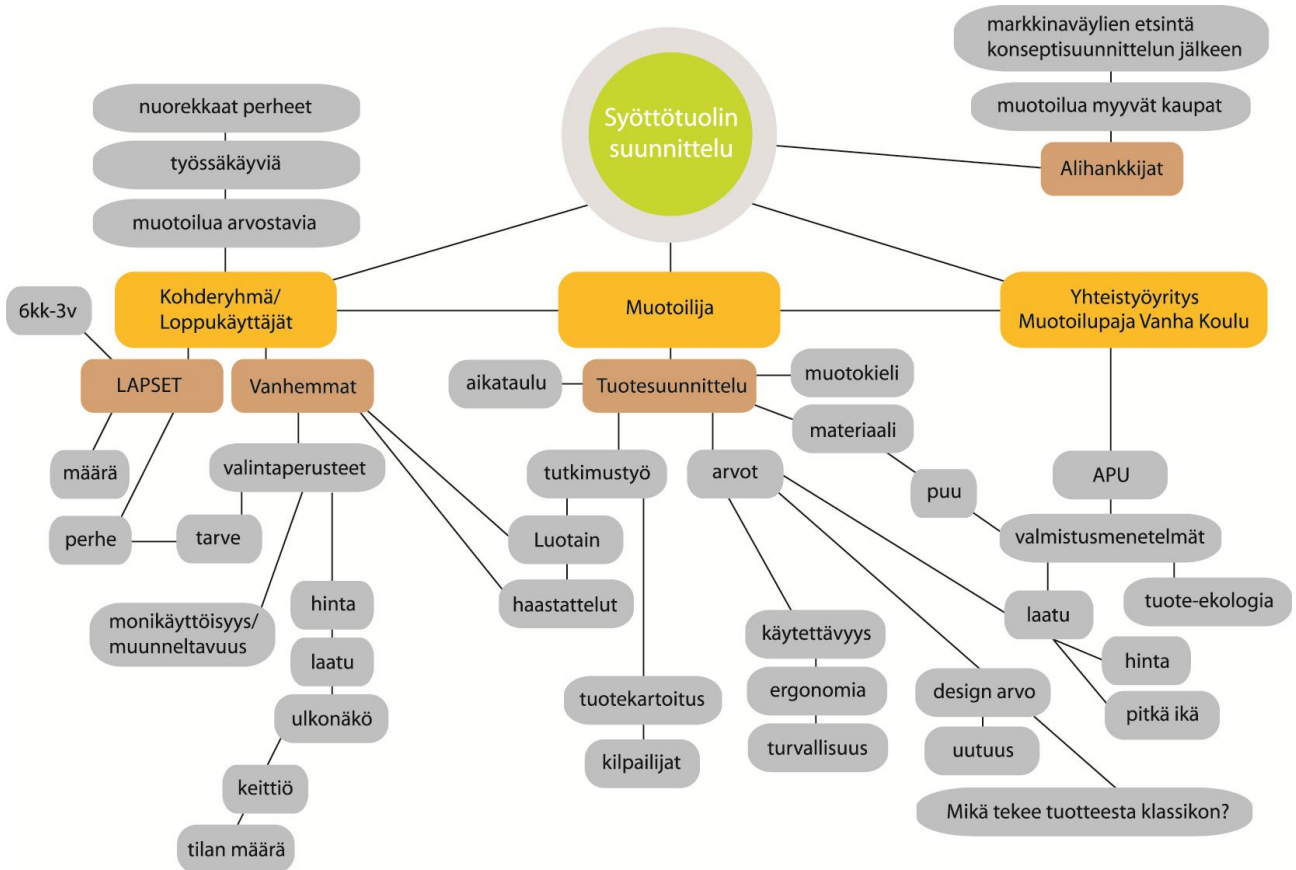 markkinaväylien etsintä
konseptisuunnittelun jälkeen
nuorekkaat perheet
muotoilua myyvät kaupat
Syöttötuolin
suunnittelu
työssäkäyviä
Alihankkijat
muotoilua arvostavia
6kk-3v
Kohderyhmä/
Loppukäyttäjät
Muotoilija
Yhteistyöyritys
Muotoilupaja Vanha Koulu
LAPSET
Vanhemmat
aikataulu
Tuotesuunnittelu
muotokieli
materiaali
määrä
valintaperusteet
tutkimustyö
arvot
puu
APU
perhe
tarve
Luotain
valmistusmenetelmät
haastattelut
hinta
monikäyttöisyys/
muunneltavuus
laatu
tuote-ekologia
käytettävyys
laatu
hinta
ulkonäkö
tuotekartoitus
ergonomia
design arvo
pitkä ikä
turvallisuus
uutuus
kilpailijat
keittiö
Mikä tekee tuotteesta klassikon?
tilan määrä